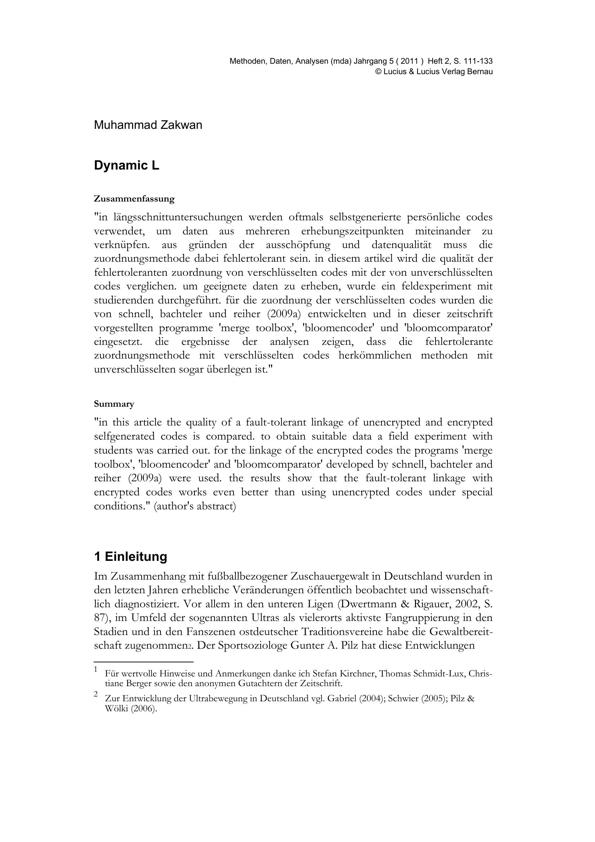 Methoden, Daten, Analysen (mda) Jahrgang 5 ( 2011 ) Heft 2, S. 111-133
© Lucius & Lucius Verlag Bernau
Muhammad Zakwan
Dynamic L
Zusammenfassung
"in längsschnittuntersuchungen werden oftmals selbstgenerierte persönliche codes
verwendet, um daten aus mehreren erhebungszeitpunkten miteinander zu
verknüpfen. aus gründen der ausschöpfung und datenqualität muss die
zuordnungsmethode dabei fehlertolerant sein. in diesem artikel wird die qualität der
fehlertoleranten zuordnung von verschlüsselten codes mit der von unverschlüsselten
codes verglichen. um geeignete daten zu erheben, wurde ein feldexperiment mit
studierenden durchgeführt. für die zuordnung der verschlüsselten codes wurden die
von schnell, bachteler und reiher (2009a) entwickelten und in dieser zeitschrift
vorgestellten programme 'merge toolbox', 'bloomencoder' und 'bloomcomparator'
eingesetzt. die ergebnisse der analysen zeigen, dass die fehlertolerante
zuordnungsmethode mit verschlüsselten codes herkömmlichen methoden mit
unverschlüsselten sogar überlegen ist."
Summary
"in this article the quality of a fault-tolerant linkage of unencrypted and encrypted
selfgenerated codes is compared. to obtain suitable data a field experiment with
students was carried out. for the linkage of the encrypted codes the programs 'merge
toolbox', 'bloomencoder' and 'bloomcomparator' developed by schnell, bachteler and
reiher (2009a) were used. the results show that the fault-tolerant linkage with
encrypted codes works even better than using unencrypted codes under special
conditions." (author's abstract)
1 Einleitung
Im Zusammenhang mit fußballbezogener Zuschauergewalt in Deutschland wurden in
den letzten Jahren erhebliche Veränderungen öffentlich beobachtet und wissenschaft-
lich diagnostiziert. Vor allem in den unteren Ligen (Dwertmann & Rigauer, 2002, S.
87), im Umfeld der sogenannten Ultras als vielerorts aktivste Fangruppierung in den
Stadien und in den Fanszenen ostdeutscher Traditionsvereine habe die Gewaltbereit-
schaft zugenommen2. Der Sportsoziologe Gunter A. Pilz hat diese Entwicklungen
1 Für wertvolle Hinweise und Anmerkungen danke ich Stefan Kirchner, Thomas Schmidt-Lux, Chris-
tiane Berger sowie den anonymen Gutachtern der Zeitschrift.
2 Zur Entwicklung der Ultrabewegung in Deutschland vgl. Gabriel (2004); Schwier (2005); Pilz &
Wölki (2006).